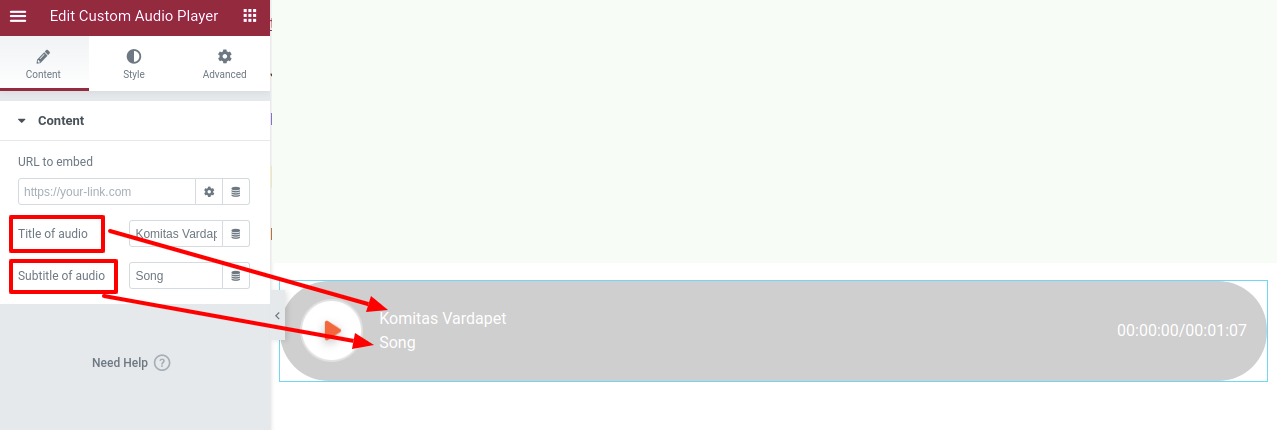 Edit Custom Audio Player
Content
Style
Advanced
Content
URL to embed
https://your-link.com
Title of audio
Komitas Vardap
Subtitle of audio
Song
Need Help ?
Komitas Vardapet
Song
00:00:00/00:01:07